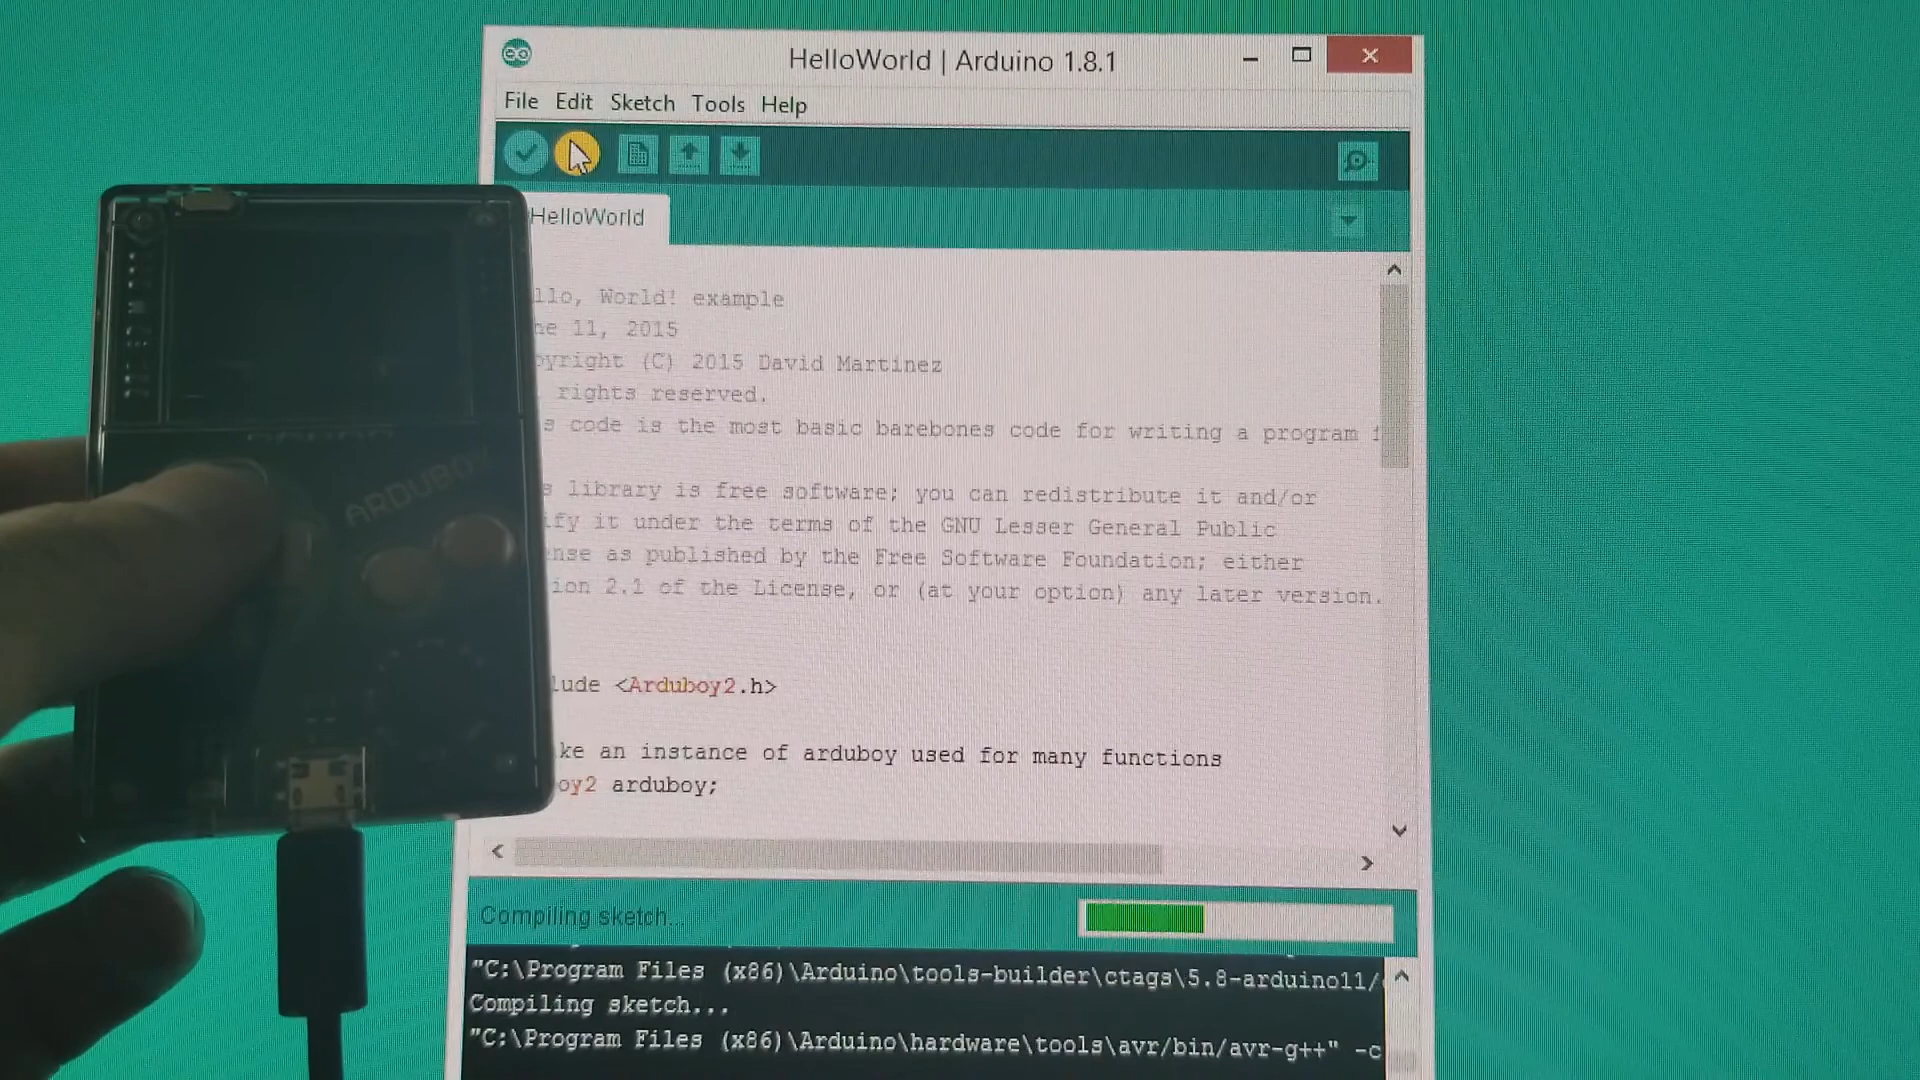 HelloWorld | Arduino 1.8.1
File Edit Sketch Tools Help
HelloWorld
llo, World! example
ne 11, 2015
pyright (C) 2015 David Martinez
rights reserved.
s code is the most basic barebones code for writing a program
s library is free software; you can redistribute it and/or
ify it under the terms of the GNU Lesser General Public
ense as published by the Free Software Foundation; either
ion 2.1 of the License, or (at your option) any later version.
ARDUBOY
lude <Arduboy2.h>
ke an instance of arduboy used for many functions
oy2 arduboy;
Compiling sketch...
"C:\Program Files (x86)\Arduino\tools-builder\ctags\5.8-arduino11/
Compiling sketch...
"C:\Program Files (x86)\Arduino\hardware\tools\avr/bin/avr-g++" -c